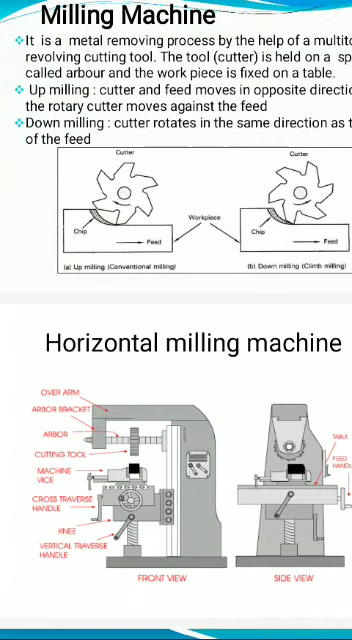 Milling Machine
❖It is a metal removing process by the help of a
revolving cutting tool. The tool (cutter) is held on a
called arbour and the work piece is fixed on a table.
❖ Up milling : cutter and feed moves in opposite
the rotary cutter moves against the feed
❖Down milling : cutter rotates in the same direction as
of the feed
Cutter
Cutter
Workpiece
Chip
Feed
Chip
Feed
(a) Up milling (Conventional milling)
(b) Down milling (Climb milling)
Horizontal milling machine
OVER ARM
ARBOR BRACKET
ARBOR
CUTTING TOOL
MACHINE
VICE
CROSS TRAVERSE
HANDLE
KNEE
VERTICAL TRAVERSE
HANDLE
TABLE
FEED
FRONT VIEW
SIDE VIEW